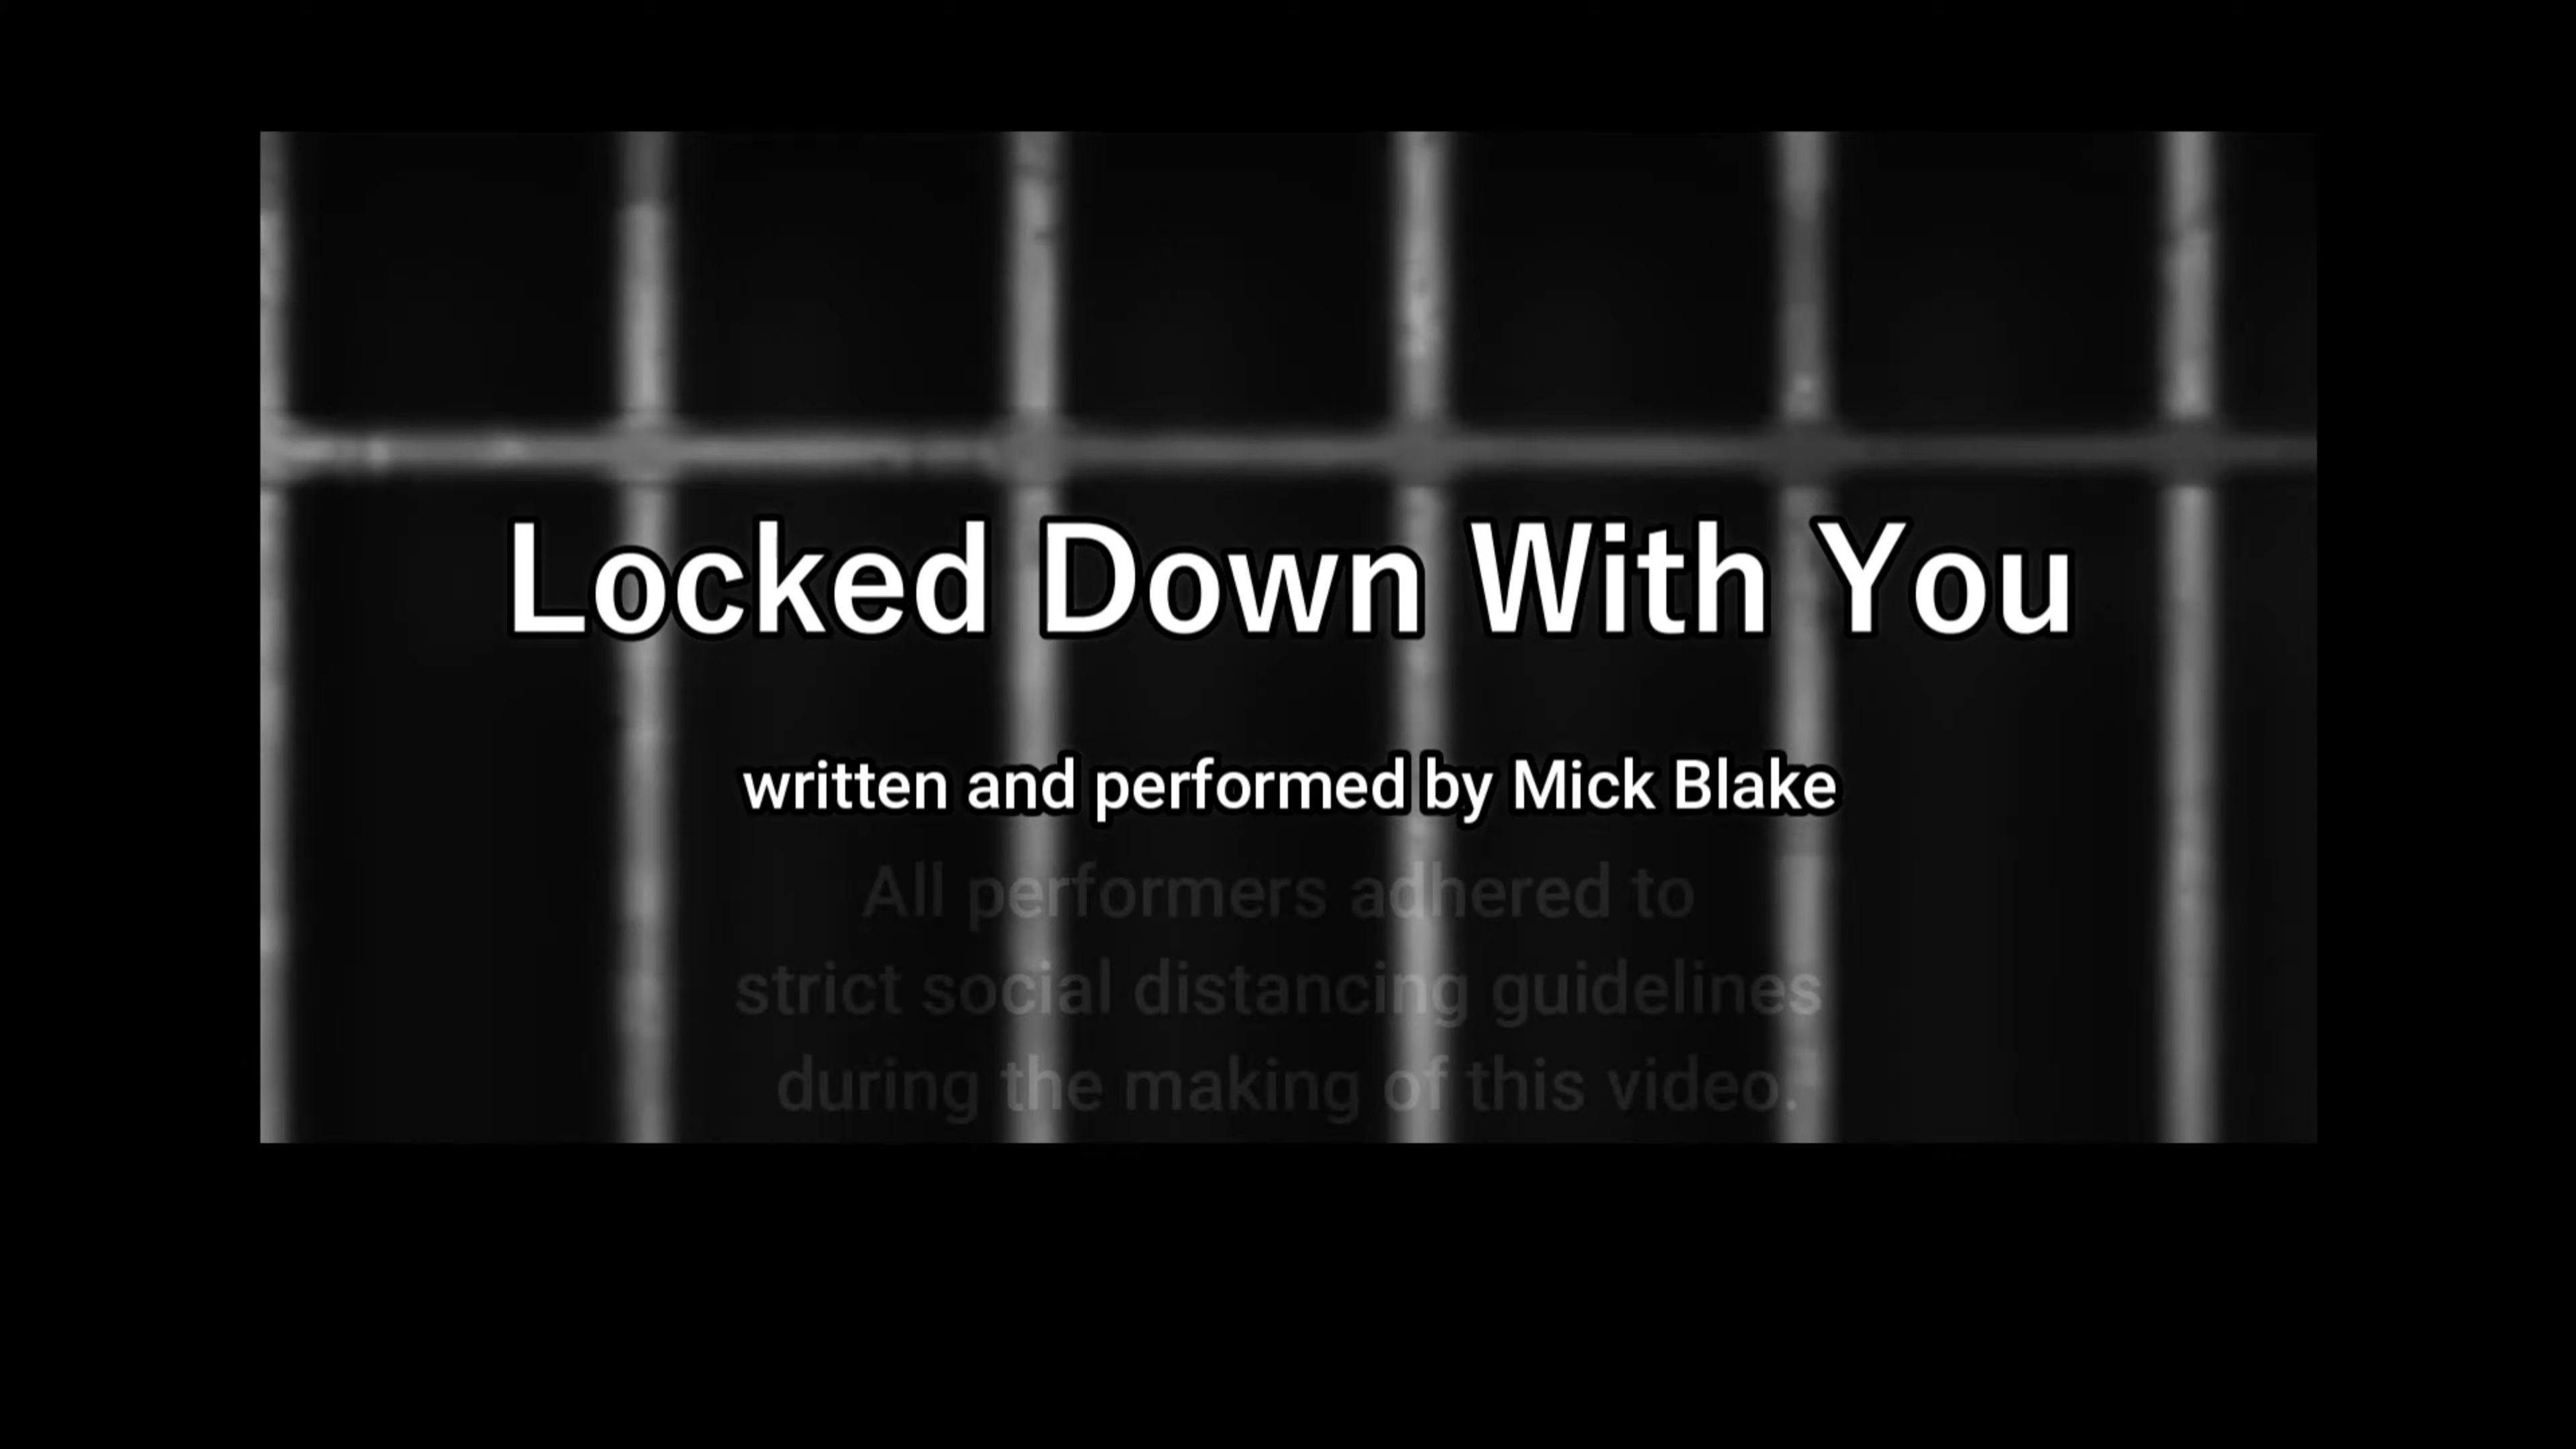 Locked Down With You
written and performed by Mick Blake
All performers adhered to
strict social distancing guidelines
during the making of this video.